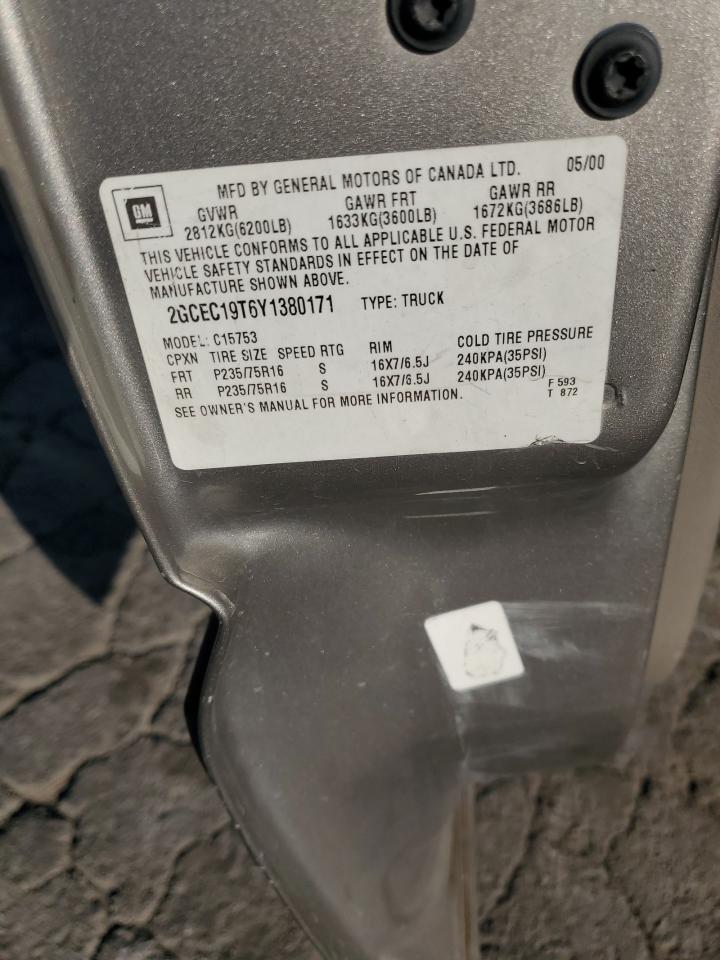 MFD BY GENERAL MOTORS OF CANADA LTD. 05/00
GM
GVWR GAWR FRT GAWR RR
2812KG(6200LB) 1633KG(3600LB) 1672KG(3686LB)
THIS VEHICLE CONFORMS TO ALL APPLICABLE U.S. FEDERAL MOTOR
VEHICLE SAFETY STANDARDS IN EFFECT ON THE DATE OF
MANUFACTURE SHOWN ABOVE.
2GCEC19T6Y1380171 TYPE: TRUCK
MODEL: C15753
CPXN TIRE SIZE SPEED RTG RIM COLD TIRE PRESSURE
FRT P235/75R16 S 16X7/6.5J 240KPA(35PSI)
RR P235/75R16 S 16X7/6.5J 240KPA(35PSI)
SEE OWNER'S MANUAL FOR MORE INFORMATION.
F 593
T 872